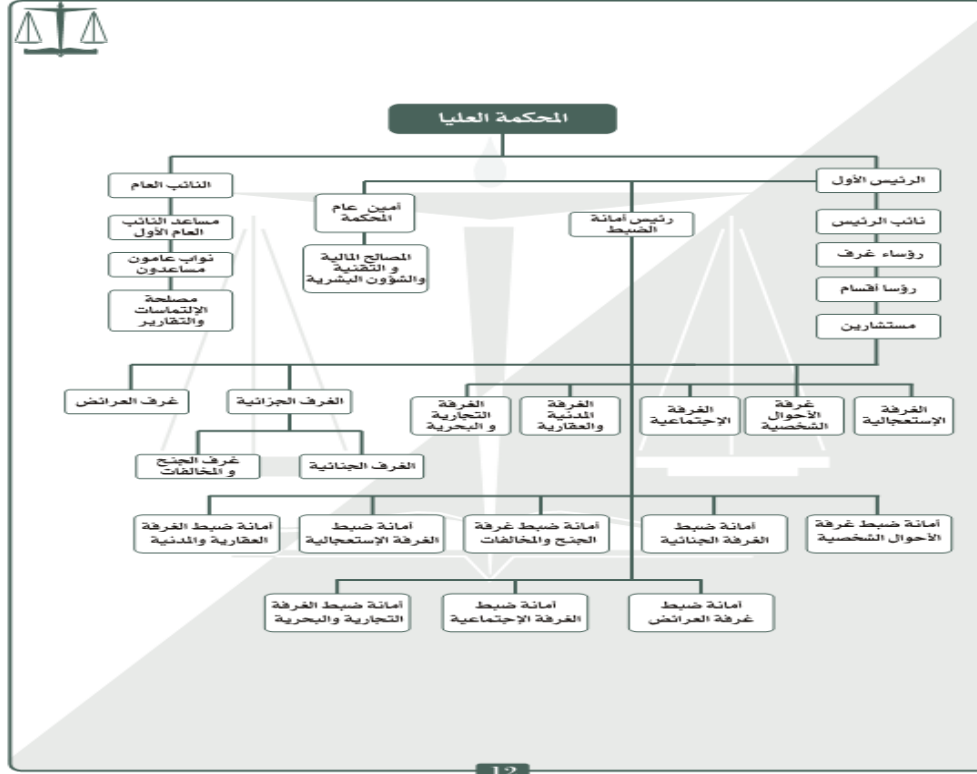 المحكمة العليا
الرئيس الأول
نائب الرئيس
رؤساء غرف
رؤسا أقسام
مستشارين
رئيس أمانة
الضبط
أمين عام
المحكمة
المصالح المالية
و التقنية
والشؤون البشرية
النائب العام
مساعد النائب
العام الأول
نواب عامون
مساعدون
مصلحة
الإلتماسات
والتقارير
الغرفة
الإستعجالية
غرفة
الأحوال
الشخصية
الغرفة
الإجتماعية
الغرفة
المدنية
والعقارية
الغرفة
التجارية
و البحرية
الغرف الجزائية
غرف العرائض
الغرف الجنائية
غرف الجنح
و المخالفات
أمانة ضبط غرفة
الأحوال الشخصية
أمانة ضبط
الغرفة الجنائية
أمانة ضبط غرفة
الجنح والمخالفات
أمانة ضبط
الغرفة الإستعجالية
أمانة ضبط الغرفة
العقارية والمدنية
أمانة ضبط
غرفة العرائض
أمانة ضبط
الغرفة الإجتماعية
أمانة ضبط الغرفة
التجارية والبحرية
12